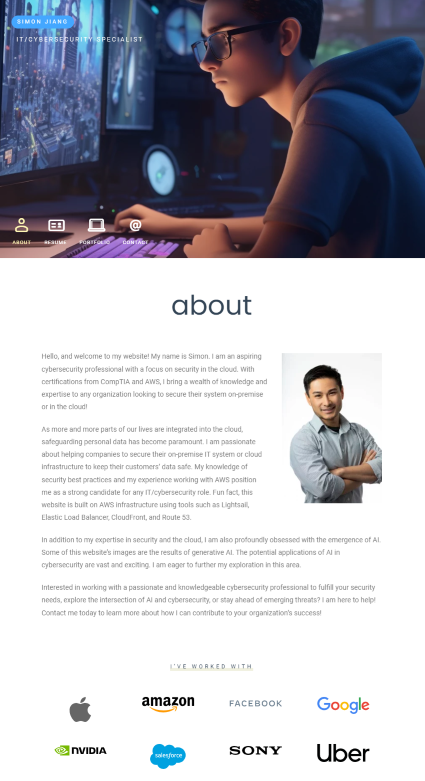 SIMON JIANG
IT/CYBERSECURITY SPECIALIST
ABOUT RESUME PORTFOLIO CONTACT
about
Hello, and welcome to my website! My name is Simon. I am an aspiring
cybersecurity professional with a focus on security in the cloud. With
certifications from CompTIA and AWS, I bring a wealth of knowledge and
expertise to any organization looking to secure their system on-premise
or in the cloud!
As more and more parts of our lives are integrated into the cloud,
safeguarding personal data has become paramount. I am passionate
about helping companies to secure their on-premise IT system or cloud
infrastructure to keep their customers' data safe. My knowledge of
security best practices and my experience working with AWS position
me as a strong candidate for any IT/cybersecurity role. Fun fact, this
website is built on AWS infrastructure using tools such as Lightsail,
Elastic Load Balancer, CloudFront, and Route 53.
In addition to my expertise in security and the cloud, I am also profoundly obsessed with the emergence of AI.
Some of this website's images are the results of generative AI. The potential applications of AI in
cybersecurity are vast and exciting. I am eager to further my exploration in this area.
Interested in working with a passionate and knowledgeable cybersecurity professional to fulfill your security
needs, explore the intersection of AI and cybersecurity, or stay ahead of emerging threats? I am here to help!
Contact me today to learn more about how I can contribute to your organization's success!
I'VE WORKED WITH
amazon FACEBOOK Google
NVIDIA salesforce SONY Uber